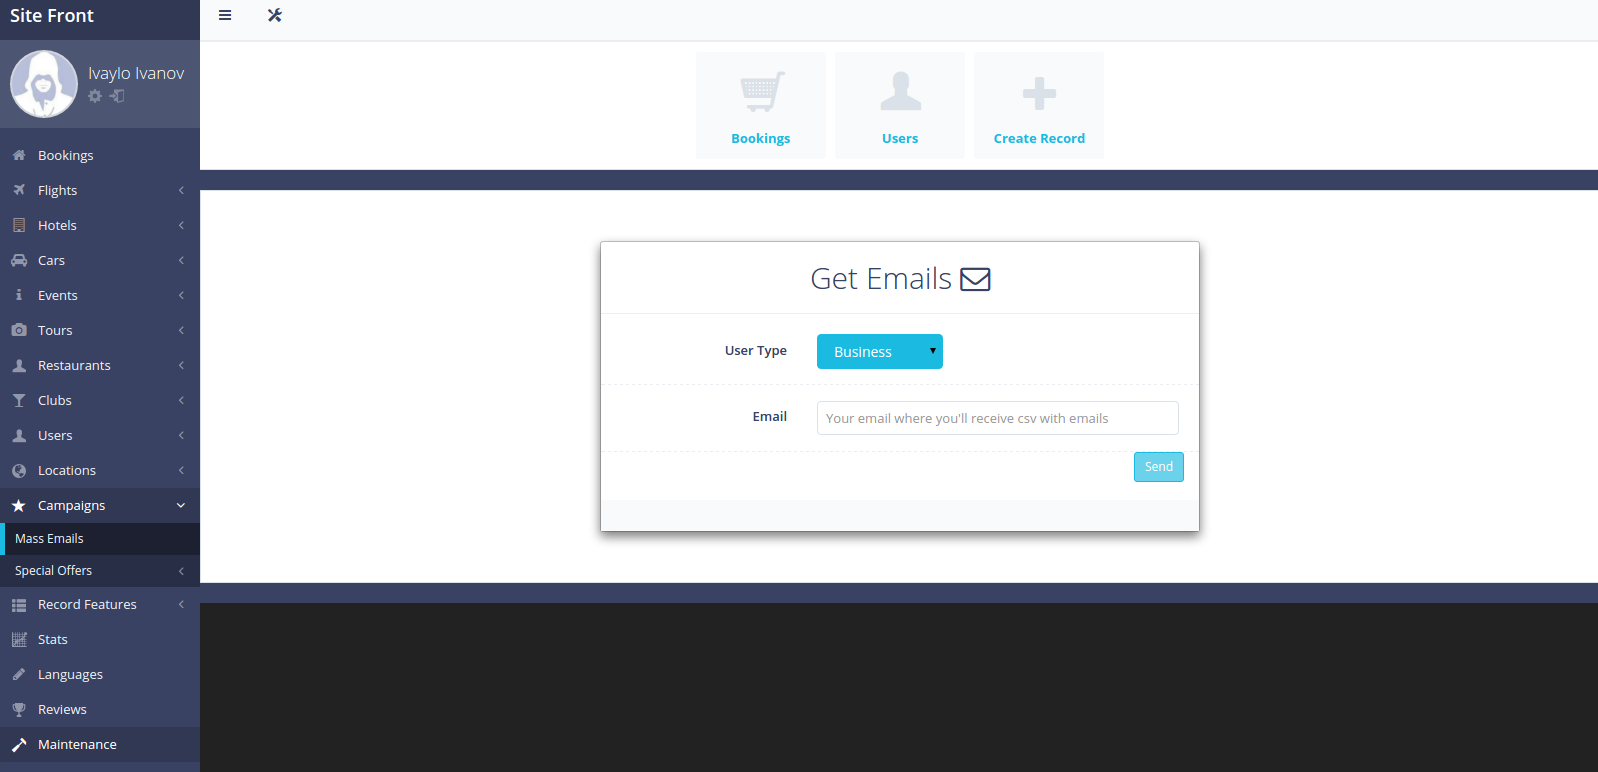 Site Front
Ivaylo Ivanov
Bookings
Flights
Hotels
Cars
Events
Tours
Restaurants
Clubs
Users
Locations
Campaigns
Mass Emails
Special Offers
Record Features
Stats
Languages
Reviews
Maintenance
Bookings
Users
Create Record
Get Emails
User Type
Business
Email
Your email where you'll receive csv with emails
Send